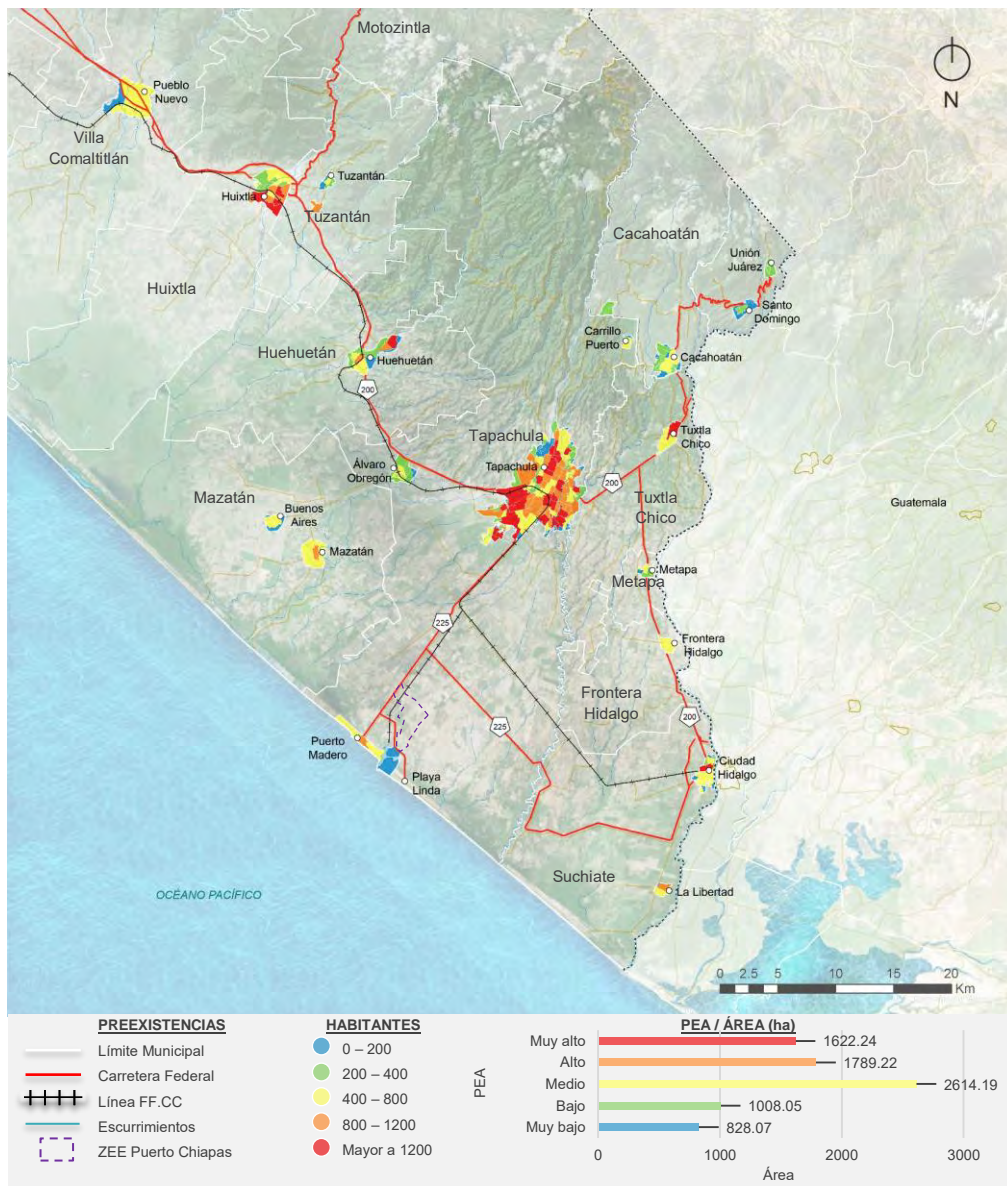 Motozintla
N
Pueblo
Nuevo
Villa
Comaltitlán
Tuzantán
Huixtla
Tuzantán
Cacahoatán
Unión
Juárez
Huixtla
Santo
Domingo
Carrillo
Puerto
Huehuetán
Huehuetán
Cacahoatán
200
Tapachula
Tuxtla
Chico
Álvaro
Obregón
Tapachula
200
Mazatán
Tuxtla
Chico
Guatemala
Buenos
Aires
Mazatán
Metapa
Metapa
225
Frontera
Hidalgo
Frontera
Hidalgo
200
225
Puerto
Madero
Ciudad
Hidalgo
Playa
Linda
Suchiate
La Libertad
OCÉANO PACÍFICO
0 2.5 5 10 15 20
Km
PREEXISTENCIAS
Límite Municipal
Carretera Federal
Línea FF.CC
Escurrimientos
ZEE Puerto Chiapas
HABITANTES
0 – 200
200 – 400
400 – 800
800 – 1200
Mayor a 1200
PEA / ÁREA (ha)
PEA
Muy alto 1622.24
Alto 1789.22
Medio 2614.19
Bajo 1008.05
Muy bajo 828.07
0 1000 2000 3000
Área